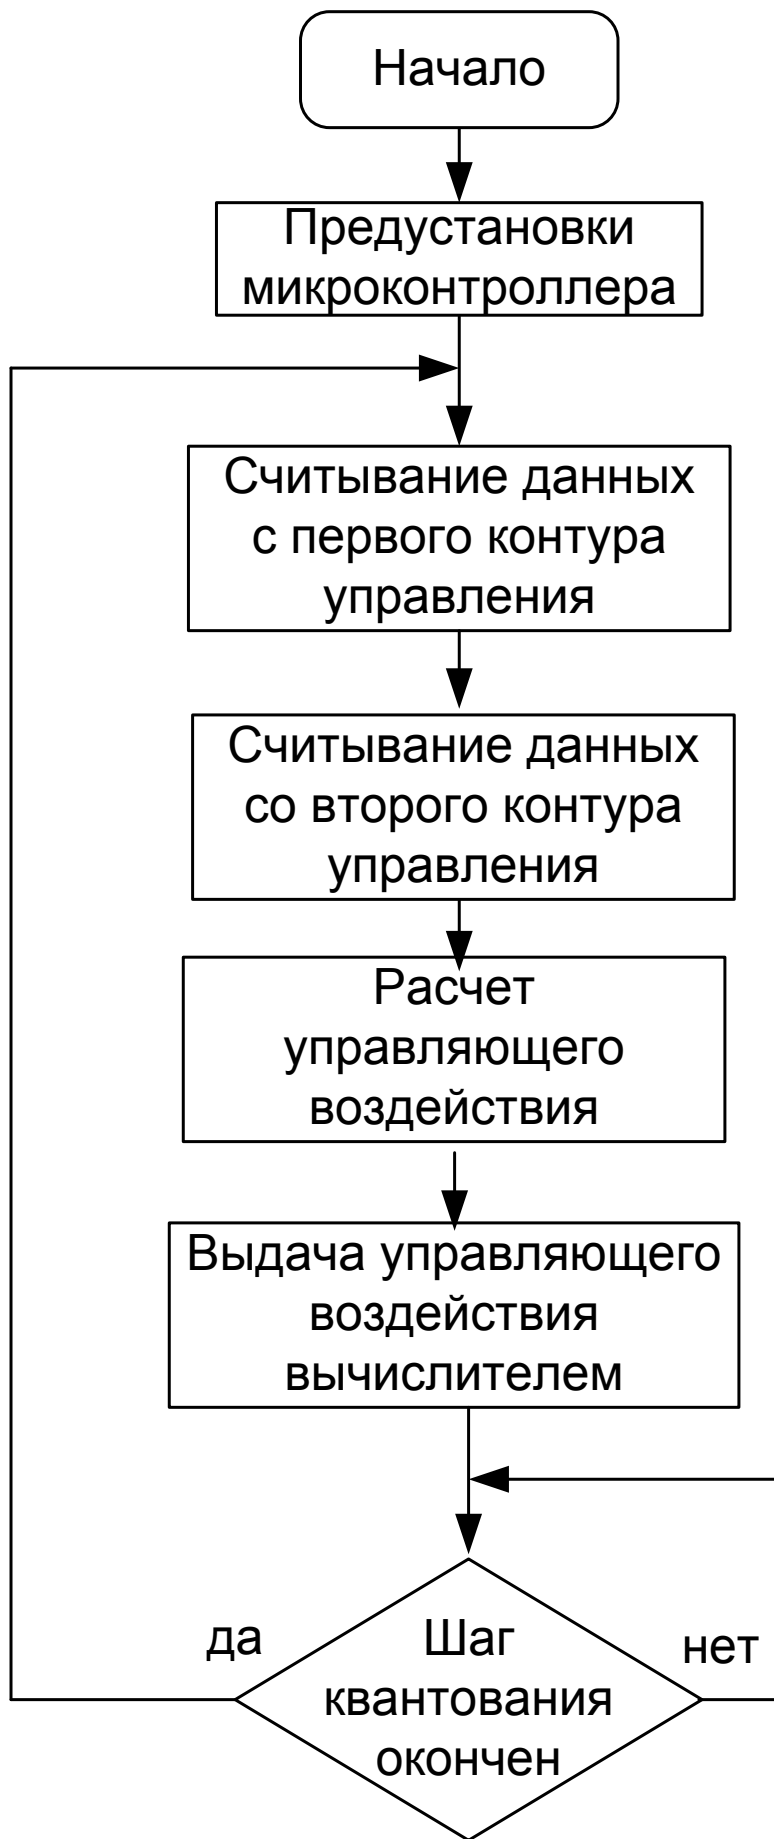 Начало
Предустановки
микроконтроллера
Считывание данных
с первого контура
управления
Считывание данных
со второго контура
управления
Расчет
управляющего
воздействия
Выдача управляющего
воздействия
вычислителем
да
Шаг
нет
квантования
окончен